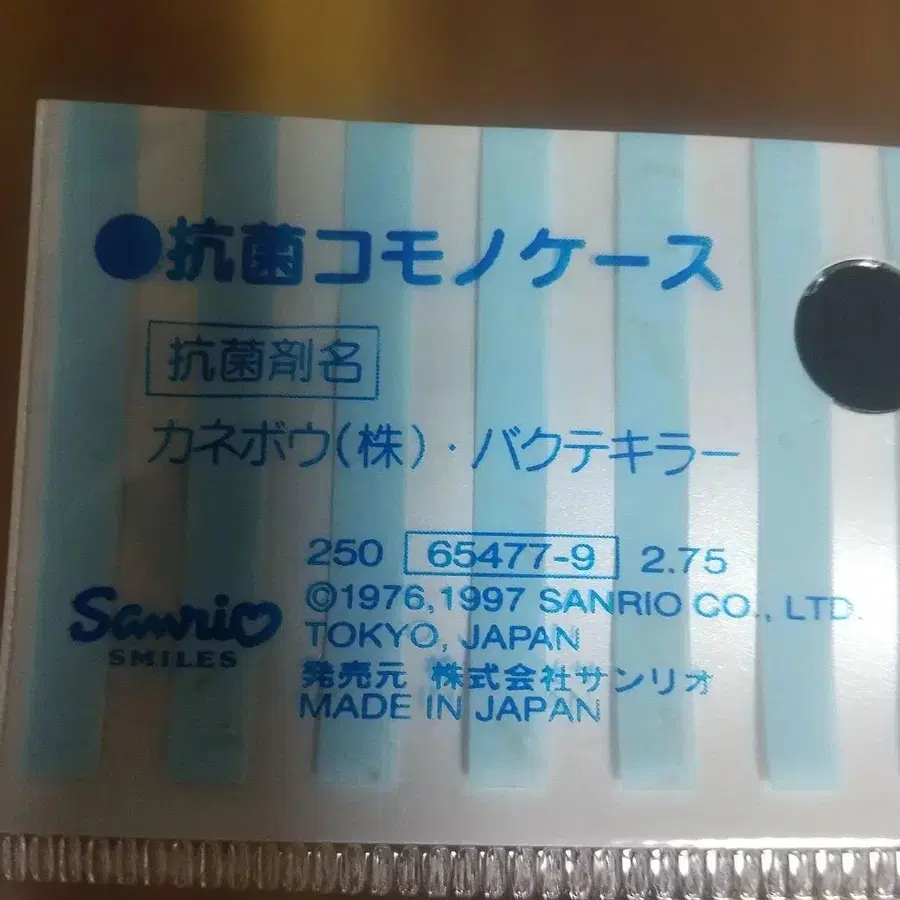 ●抗菌コモノケース
抗菌剤名
カネボウ(株)・バクテキラー
250 65477-9 2.75
©1976,1997 SANRIO CO., LTD.
TOKYO, JAPAN
Sanrio
SMILES
発売元 株式会社サンリオ
MADE IN JAPAN